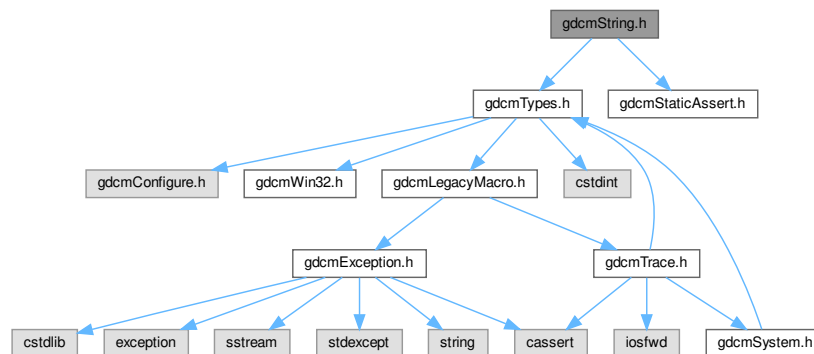 gdcmString.h
gdcmTypes.h
gdcmStaticAssert.h
gdcmConfigure.h
gdcmWin32.h
gdcmLegacyMacro.h
cstdint
gdcmException.h
gdcmTrace.h
cstdlib
exception
sstream
stdexcept
string
cassert
iosfwd
gdcmSystem.h